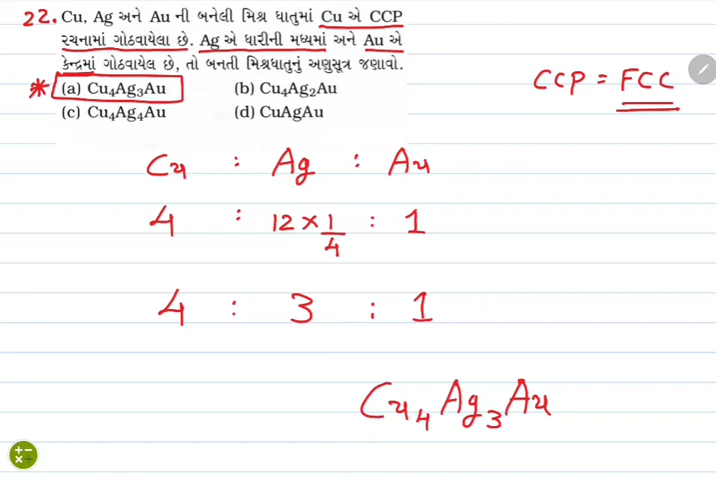 22. Cu, Ag અને Au ની બનેલી મિશ્ર ધાતુમાં Cu એ CCP
રચનામાં ગોઠવાયેલા છે. Ag એ ધારીની મધ્યમાં અને Au એ
કેન્દ્રમાં ગોઠવાયેલ છે, તો બનતી મિશ્રધાતુનું અણુસૂત્ર જણાવો.
* (a) Cu₄Ag₃Au (b) Cu₄Ag₂Au
(c) Cu₄Ag₄Au (d) CuAgAu
CCP = FCC
Cu : Ag : Au
4 : 12 × 1/4 : 1
4 : 3 : 1
Cu₄Ag₃Au